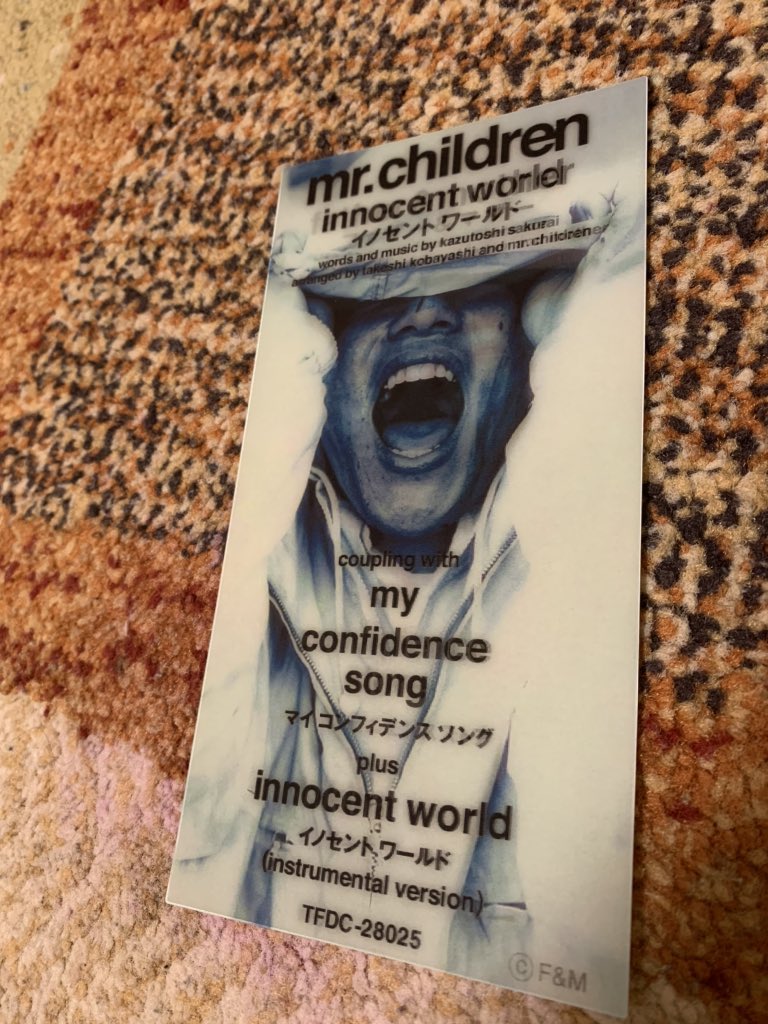 mr.children
innocent world
イノセント ワールド
words and music by kazutoshi sakurai
arranged by takeshi kobayashi and mr.children
coupling with
my
confidence
song
マイ コンフィデンス ソング
plus
innocent world
イノセント ワールド
(instrumental version)
TFDC-28025
© F&M